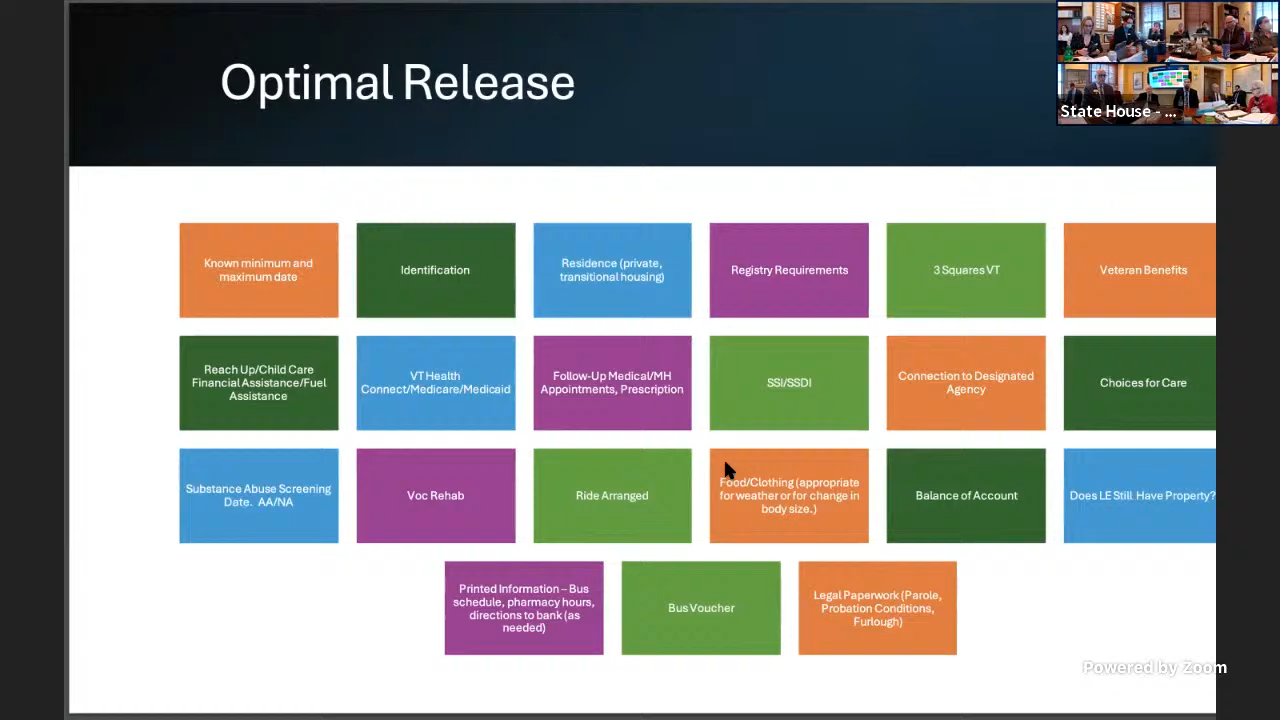 Optimal Release
State House - ...
Known minimum and
maximum date
Identification
Residence (private,
transitional housing)
Registry Requirements
3 Squares VT
Veteran Benefits
Reach Up/Child Care
Financial Assistance/Fuel
Assistance
VT Health
Connect/Medicare/Medicaid
Follow-Up Medical/MH
Appointments, Prescription
SSI/SSDI
Connection to Designated
Agency
Choices for Care
Substance Abuse Screening
Date. AA/NA
Voc Rehab
Ride Arranged
Food/Clothing (appropriate
for weather or for change in
body size.)
Balance of Account
Does LE Still Have Property?
Printed Information – Bus
schedule, pharmacy hours,
directions to bank (as
needed)
Bus Voucher
Legal Paperwork (Parole,
Probation Conditions,
Furlough)
Powered by Zoom